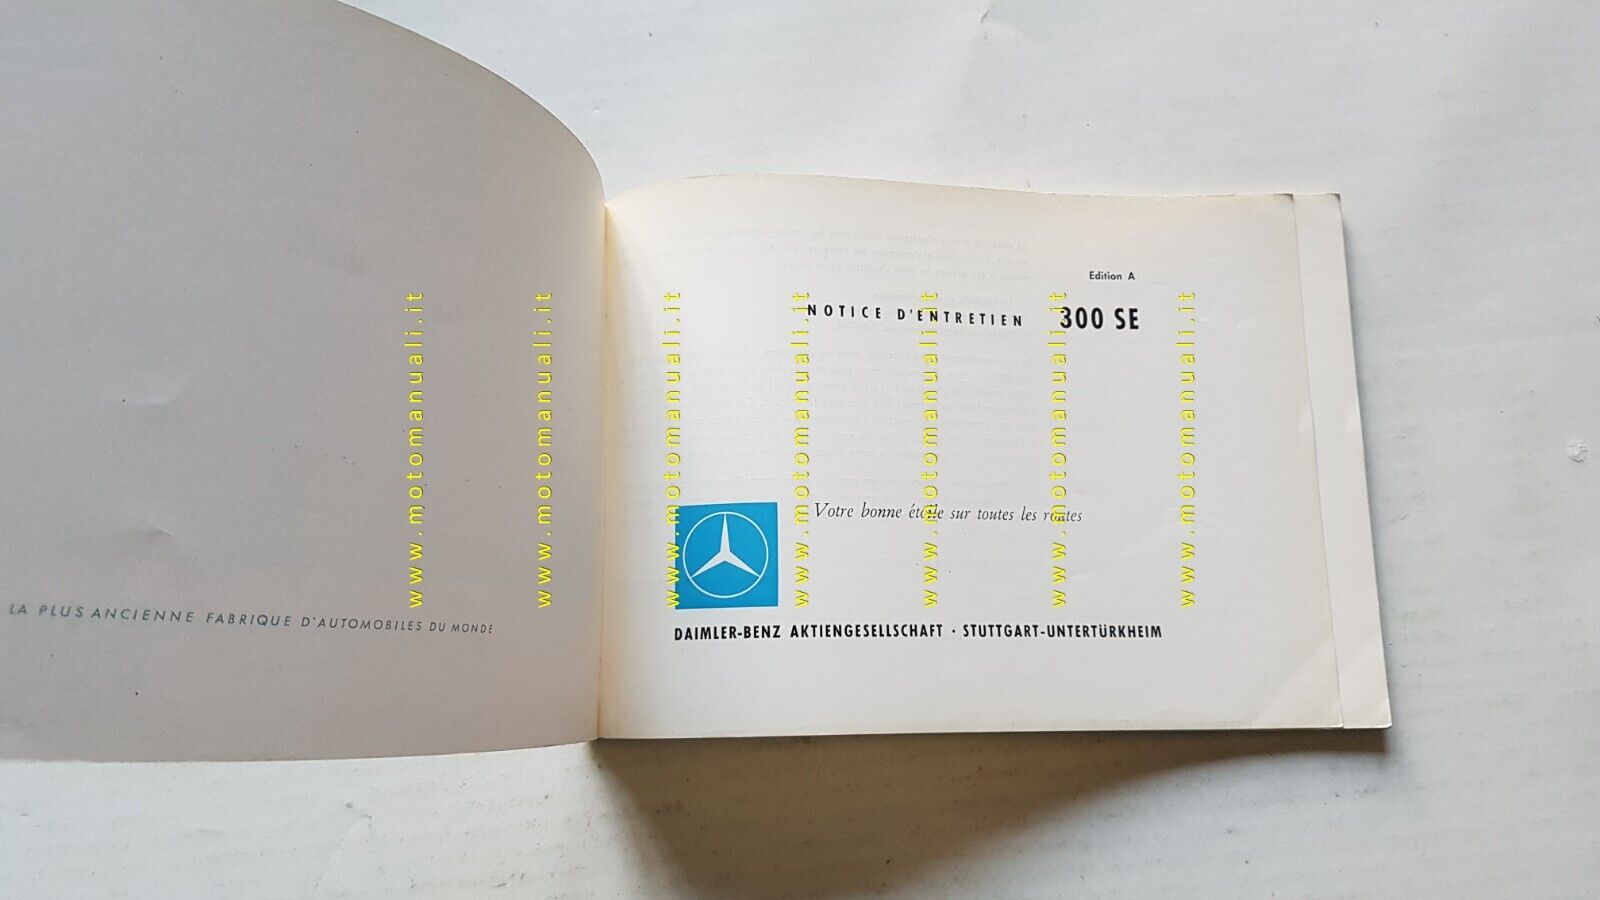 LA PLUS ANCIENNE FABRIQUE D'AUTOMOBILES DU MONDE
Edition A
NOTICE D'ENTRETIEN 300 SE
Votre bonne étoile sur toutes les routes
DAIMLER-BENZ AKTIENGESELLSCHAFT · STUTTGART-UNTERTÜRKHEIM
www.motomanuali.it
www.motomanuali.it
www.motomanuali.it
www.motomanuali.it
www.motomanuali.it
www.motomanuali.it
www.motomanuali.it